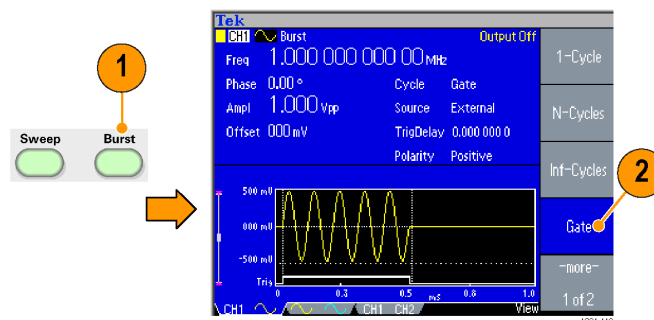 1
Sweep Burst
Tek
CH1 Burst Output Off
Freq 1.000 000 000 00 MHz
Phase 0.00 ° Cycle Gate
Ampl 1.000 Vpp Source External
Offset 000 mV TrigDelay 0.000 000 0
Polarity Positive
1-Cycle
N-Cycles
Inf-Cycles
Gate
2
-more-
1 of 2
500 mV
000 mV
-500 mV
Trig
0 0.3 0.5 ms 0.8 1.0
CH1 CH1 CH2 View